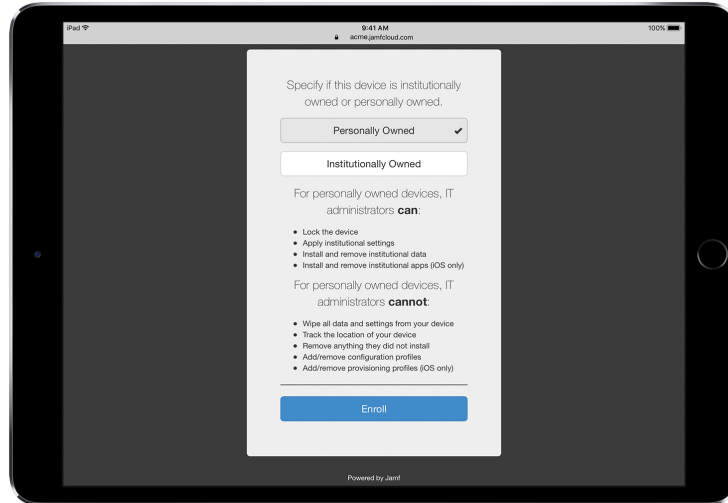 iPad
9:41 AM
100%
acme.jamfcloud.com
Specify if this device is institutionally
owned or personally owned.
Personally Owned
Institutionally Owned
For personally owned devices, IT
administrators can:
• Lock the device
• Apply institutional settings
• Install and remove institutional data
• Install and remove institutional apps (iOS only)
For personally owned devices, IT
administrators cannot:
• Wipe all data and settings from your device
• Track the location of your device
• Remove anything they did not install
• Add/remove configuration profiles
• Add/remove provisioning profiles (iOS only)
Enroll
Powered by Jamf